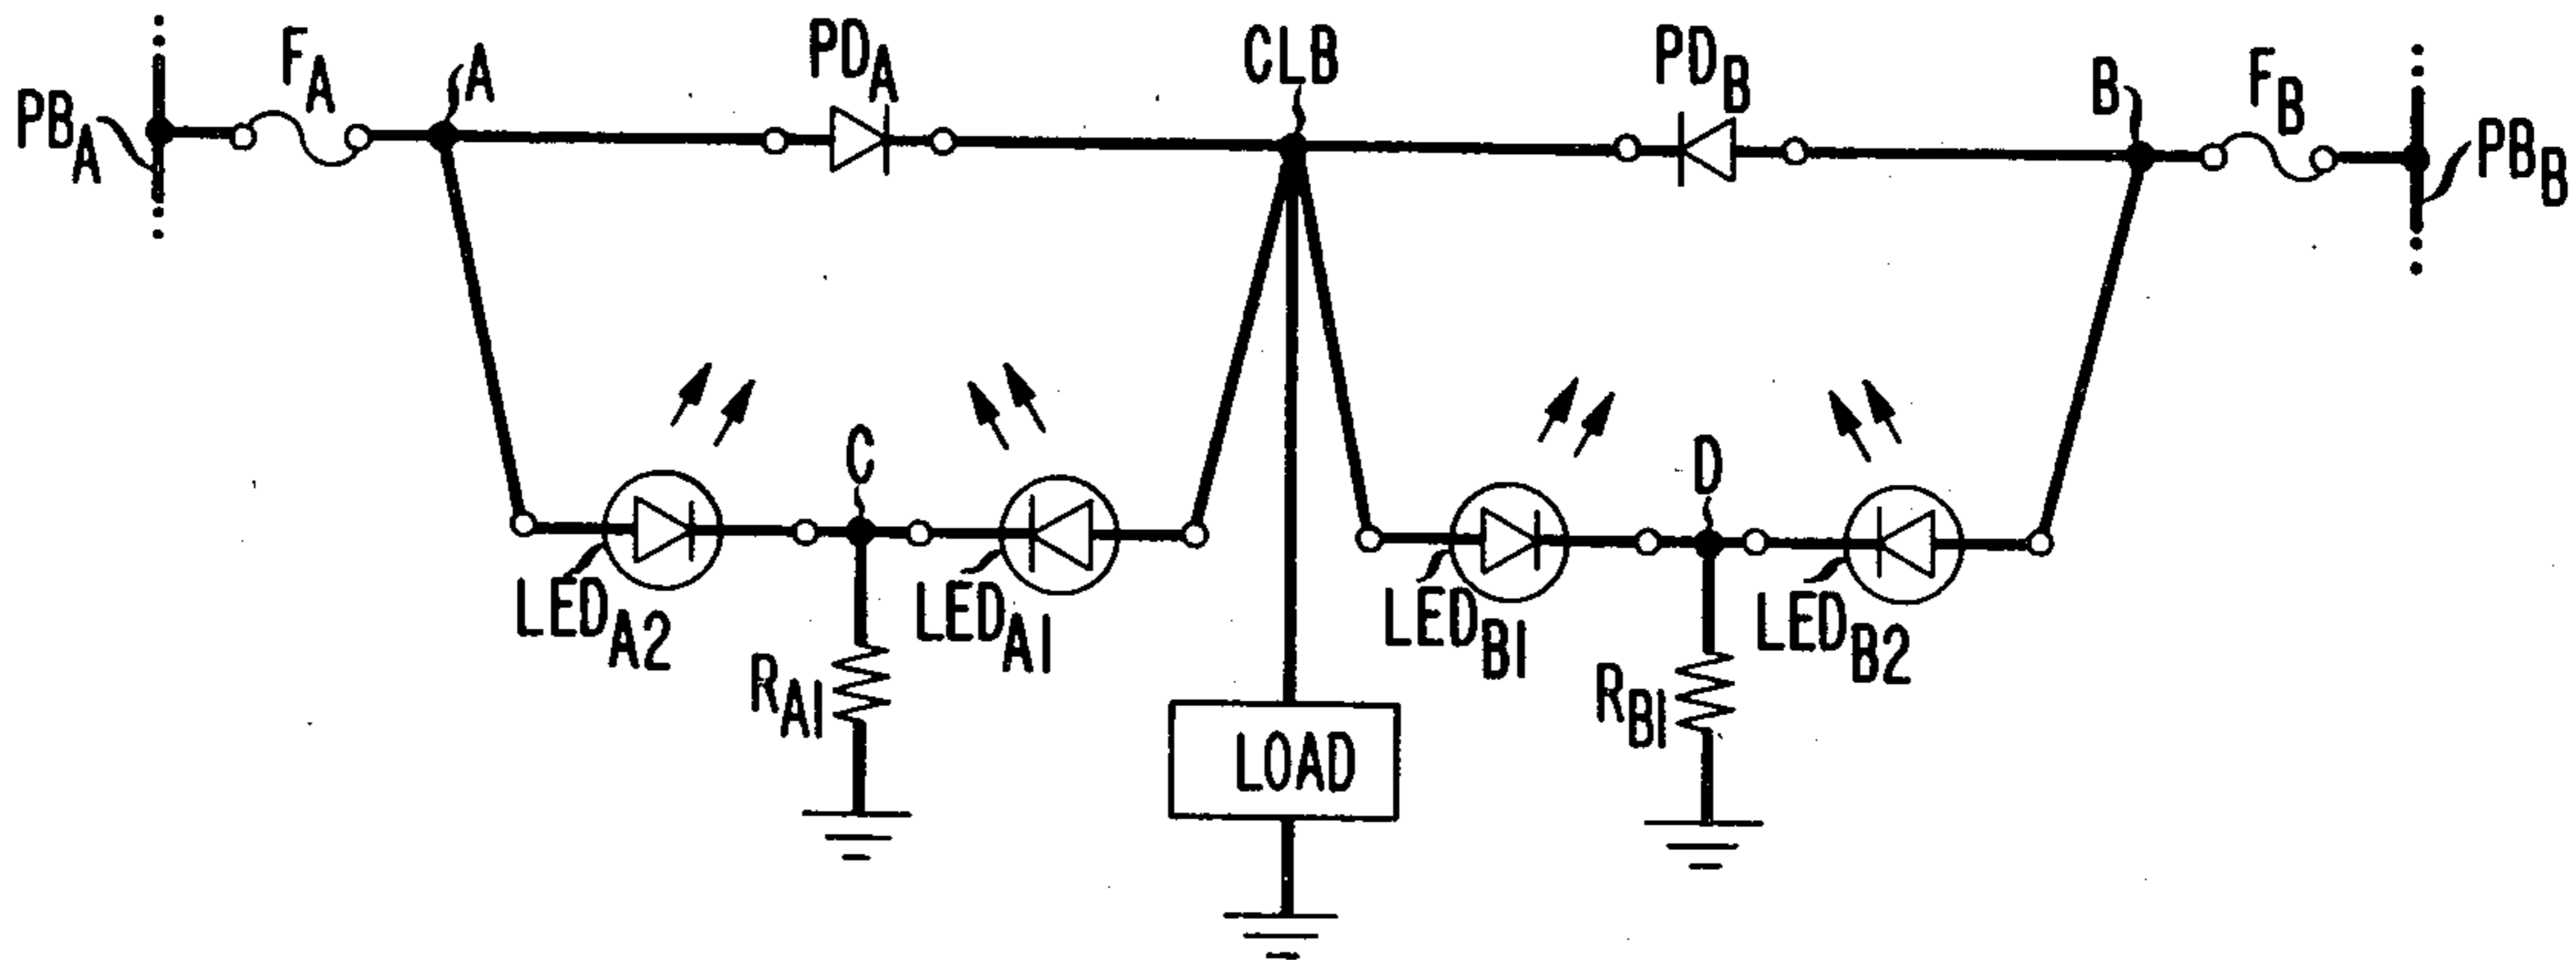 PB_A
F_A
A
PD_A
CLB
PD_B
B
F_B
PB_B
C
D
LED_A2
LED_A1
LED_B1
LED_B2
R_A1
R_B1
LOAD